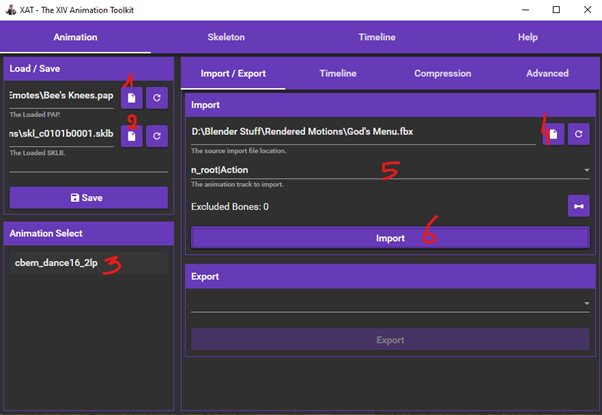 XAT - The XIV Animation Toolkit
Animation
Skeleton
Timeline
Help
Load / Save
1
Emotes\Bee's Knees.pap
The Loaded PAP.
2
ns\skl_c0101b0001.sklb
The Loaded SKLB.
Save
Animation Select
cbem_dance16_2lp 3
Import / Export
Timeline
Compression
Advanced
Import
D:\Blender Stuff\Rendered Motions\God's Menu.fbx 4
The source import file location.
n_root|Action 5
The animation track to import.
Excluded Bones: 0
Import 6
Export
Export